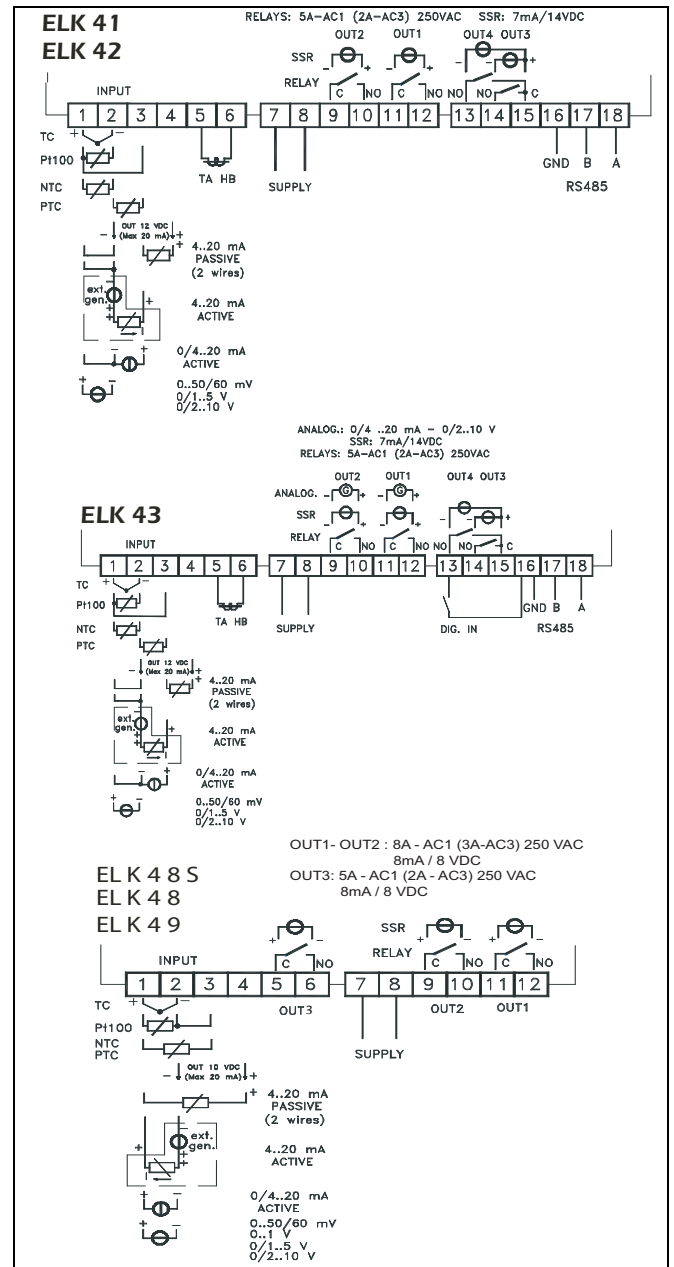 ELK 41
ELK 42
RELAYS: 5A-AC1 (2A-AC3) 250VAC SSR: 7mA/14VDC
OUT2 OUT1 OUT4 OUT3
SSR - + - + - +
RELAY C NO C NO NO C
INPUT
1 2 3 4 5 6 7 8 9 10 11 12 13 14 15 16 17 18
TC + -
Pt100
TA HB
SUPPLY
GND B A
RS485
NTC
PTC
OUT 12 VDC
- (Max 20 mA) +
+
4..20 mA
PASSIVE
(2 wires)
-
ext.
gen.
+
+
+
4..20 mA
ACTIVE
- +
0/4..20 mA
ACTIVE
+ -
0..50/60 mV
0/1..5 V
0/2..10 V
ANALOG.: 0/4 ..20 mA - 0/2..10 V
SSR: 7mA/14VDC
RELAYS: 5A-AC1 (2A-AC3) 250VAC
OUT2 OUT1 OUT4 OUT3
ANALOG. - G + - G +
ELK 43
SSR - + - + - +
RELAY C NO C NO NO NO C
INPUT
1 2 3 4 5 6 7 8 9 10 11 12 13 14 15 16 17 18
TC + -
Pt100
GND B A
TA HB
SUPPLY
DIG. IN
RS485
NTC
PTC
OUT 12 VDC
- (Max 20 mA) +
+
4..20 mA
PASSIVE
(2 wires)
-
ext.
gen.
+
+
+
4..20 mA
ACTIVE
- +
0/4..20 mA
ACTIVE
+ -
0..50/60 mV
0/1..5 V
0/2..10 V
OUT1- OUT2 : 8A - AC1 (3A-AC3) 250 VAC
8mA / 8 VDC
OUT3: 5A - AC1 (2A - AC3) 250 VAC
8mA / 8 VDC
EL K 4 8 S
EL K 4 8
EL K 4 9
+ - SSR + - + -
C NO RELAY C NO C NO
INPUT
1 2 3 4 5 6 7 8 9 10 11 12
TC + -
OUT3 OUT2 OUT1
Pt100
NTC
PTC
SUPPLY
OUT 10 VDC
- (Max 20 mA) +
+
4..20 mA
PASSIVE
(2 wires)
-
+
ext.
gen.
+
+
4..20 mA
ACTIVE
+ -
0/4..20 mA
ACTIVE
+ -
0..50/60 mV
0..1 V
0/1..5 V
0/2..10 V